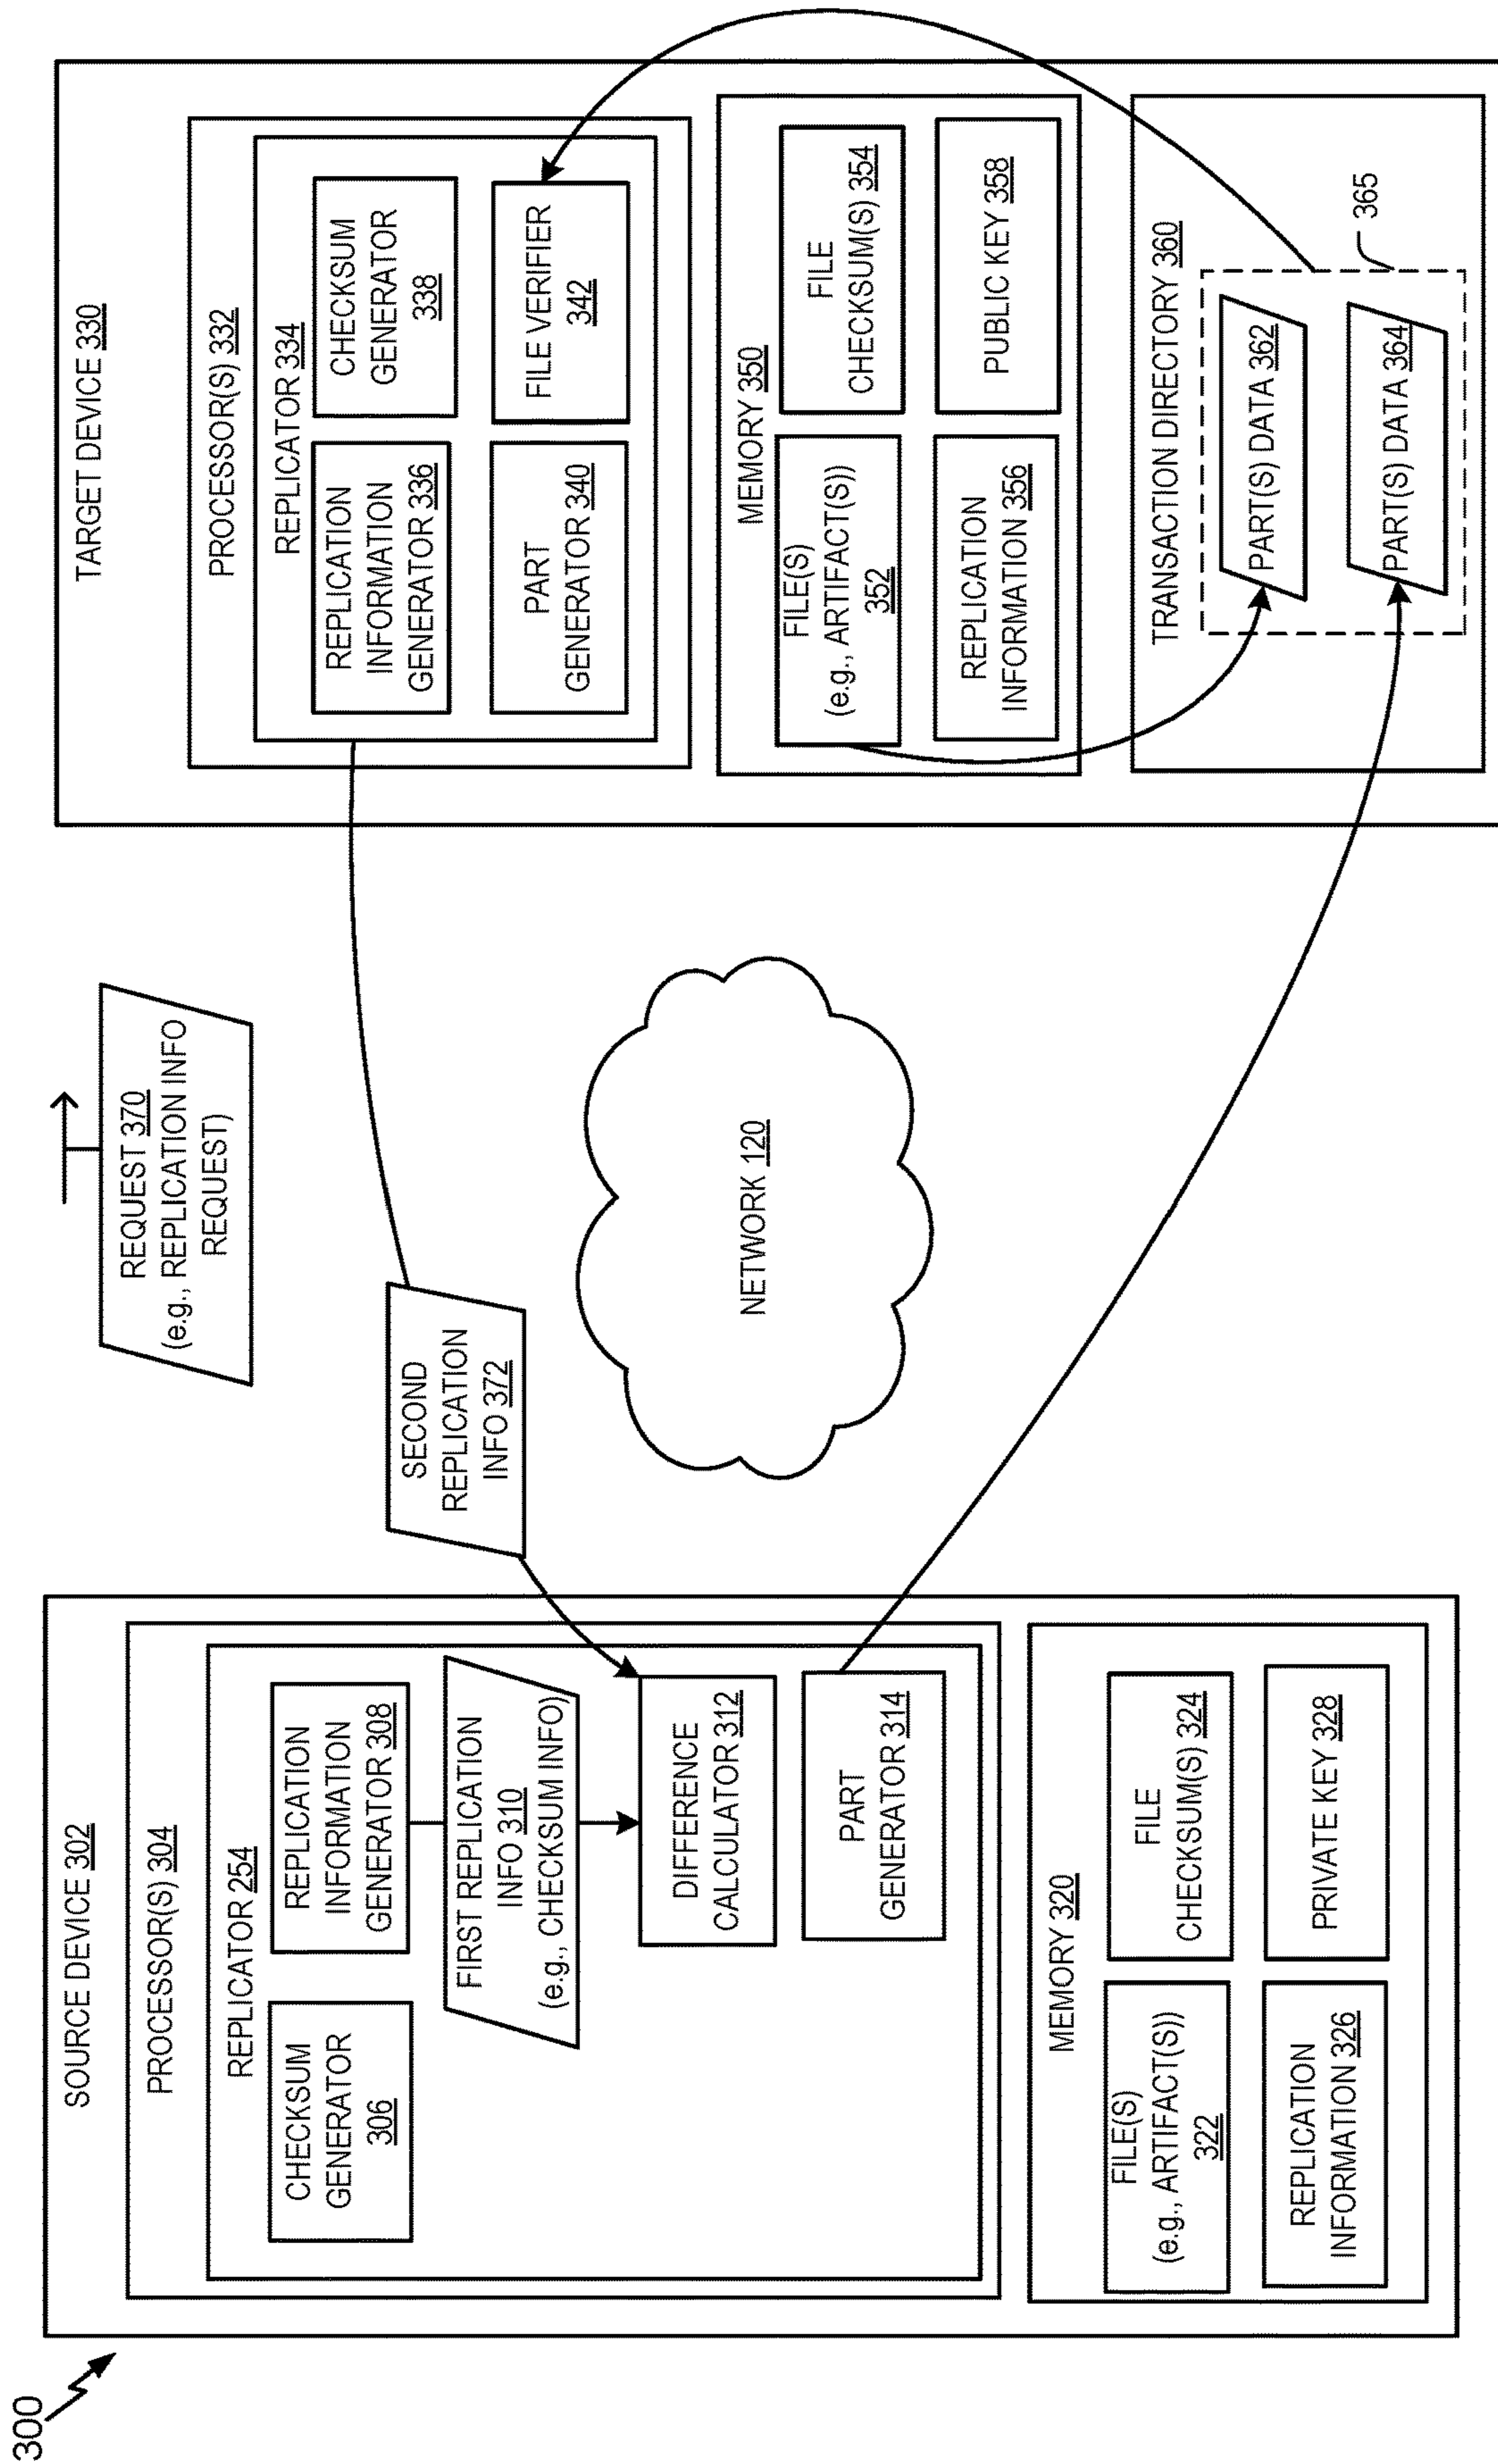 300
SOURCE DEVICE 302
PROCESSOR(S) 304
REPLICATOR 254
CHECKSUM
GENERATOR
306
REPLICATION
INFORMATION
GENERATOR 308
FIRST REPLICATION
INFO 310
(e.g., CHECKSUM INFO)
DIFFERENCE
CALCULATOR 312
PART
GENERATOR 314
MEMORY 320
FILE(S)
(e.g., ARTIFACT(S))
322
FILE
CHECKSUM(S) 324
REPLICATION
INFORMATION 326
PRIVATE KEY 328
REQUEST 370
(e.g., REPLICATION INFO
REQUEST)
SECOND
REPLICATION
INFO 372
NETWORK 120
TARGET DEVICE 330
PROCESSOR(S) 332
REPLICATOR 334
REPLICATION
INFORMATION
GENERATOR 336
CHECKSUM
GENERATOR
338
PART
GENERATOR 340
FILE VERIFIER
342
MEMORY 350
FILE(S)
(e.g., ARTIFACT(S))
352
FILE
CHECKSUM(S) 354
REPLICATION
INFORMATION 356
PUBLIC KEY 358
TRANSACTION DIRECTORY 360
PART(S) DATA 362
PART(S) DATA 364
365